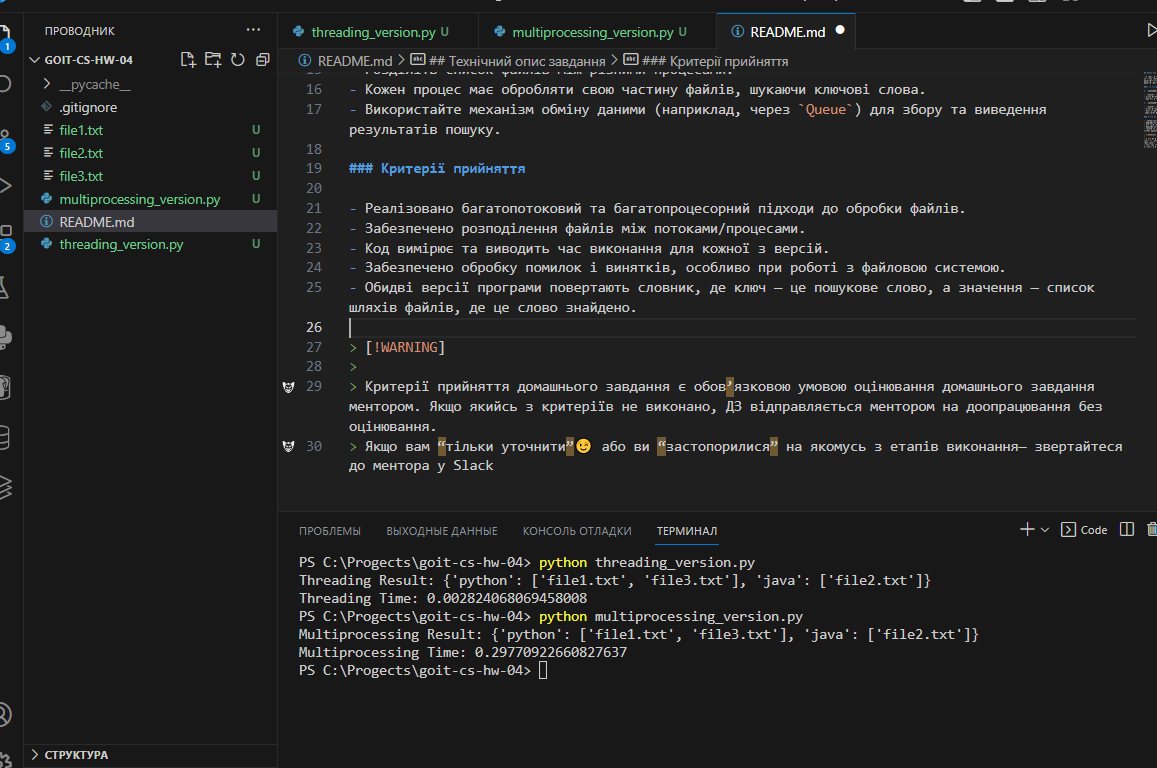 ПРОВОДНИК
GOIT-CS-HW-04
__pycache__
.gitignore
file1.txt U
file2.txt U
file3.txt U
multiprocessing_version.py U
README.md
threading_version.py U
СТРУКТУРА
1
5
2
threading_version.py U
multiprocessing_version.py U
README.md
README.md > ## Технічний опис завдання > ### Критерії прийняття
16 - Кожен процес має обробляти свою частину файлів, шукаючи ключові слова.
17 - Використайте механізм обміну даними (наприклад, через `Queue`) для збору та виведення
результатів пошуку.
18
19 ### Критерії прийняття
20
21 - Реалізовано багатопотоковий та багатопроцесорний підходи до обробки файлів.
22 - Забезпечено розподілення файлів між потоками/процесами.
23 - Код вимірює та виводить час виконання для кожної з версій.
24 - Забезпечено обробку помилок і винятків, особливо при роботі з файловою системою.
25 - Обидві версії програми повертають словник, де ключ — це пошукове слово, а значення — список
шляхів файлів, де це слово знайдено.
26
27 > [!WARNING]
28 >
29 > Критерії прийняття домашнього завдання є обов’язковою умовою оцінювання домашнього завдання
ментором. Якщо якийсь з критеріїв не виконано, ДЗ відправляється ментором на доопрацювання без
оцінювання.
30 > Якщо вам “тільки уточнити”😉 або ви “застопорилися” на якомусь з етапів виконання— звертайтеся
до ментора у Slack
ПРОБЛЕМЫ ВЫХОДНЫЕ ДАННЫЕ КОНСОЛЬ ОТЛАДКИ ТЕРМИНАЛ
Code
PS C:\Progects\goit-cs-hw-04> python threading_version.py
Threading Result: {'python': ['file1.txt', 'file3.txt'], 'java': ['file2.txt']}
Threading Time: 0.002824068069458008
PS C:\Progects\goit-cs-hw-04> python multiprocessing_version.py
Multiprocessing Result: {'python': ['file1.txt', 'file3.txt'], 'java': ['file2.txt']}
Multiprocessing Time: 0.29770922660827637
PS C:\Progects\goit-cs-hw-04>